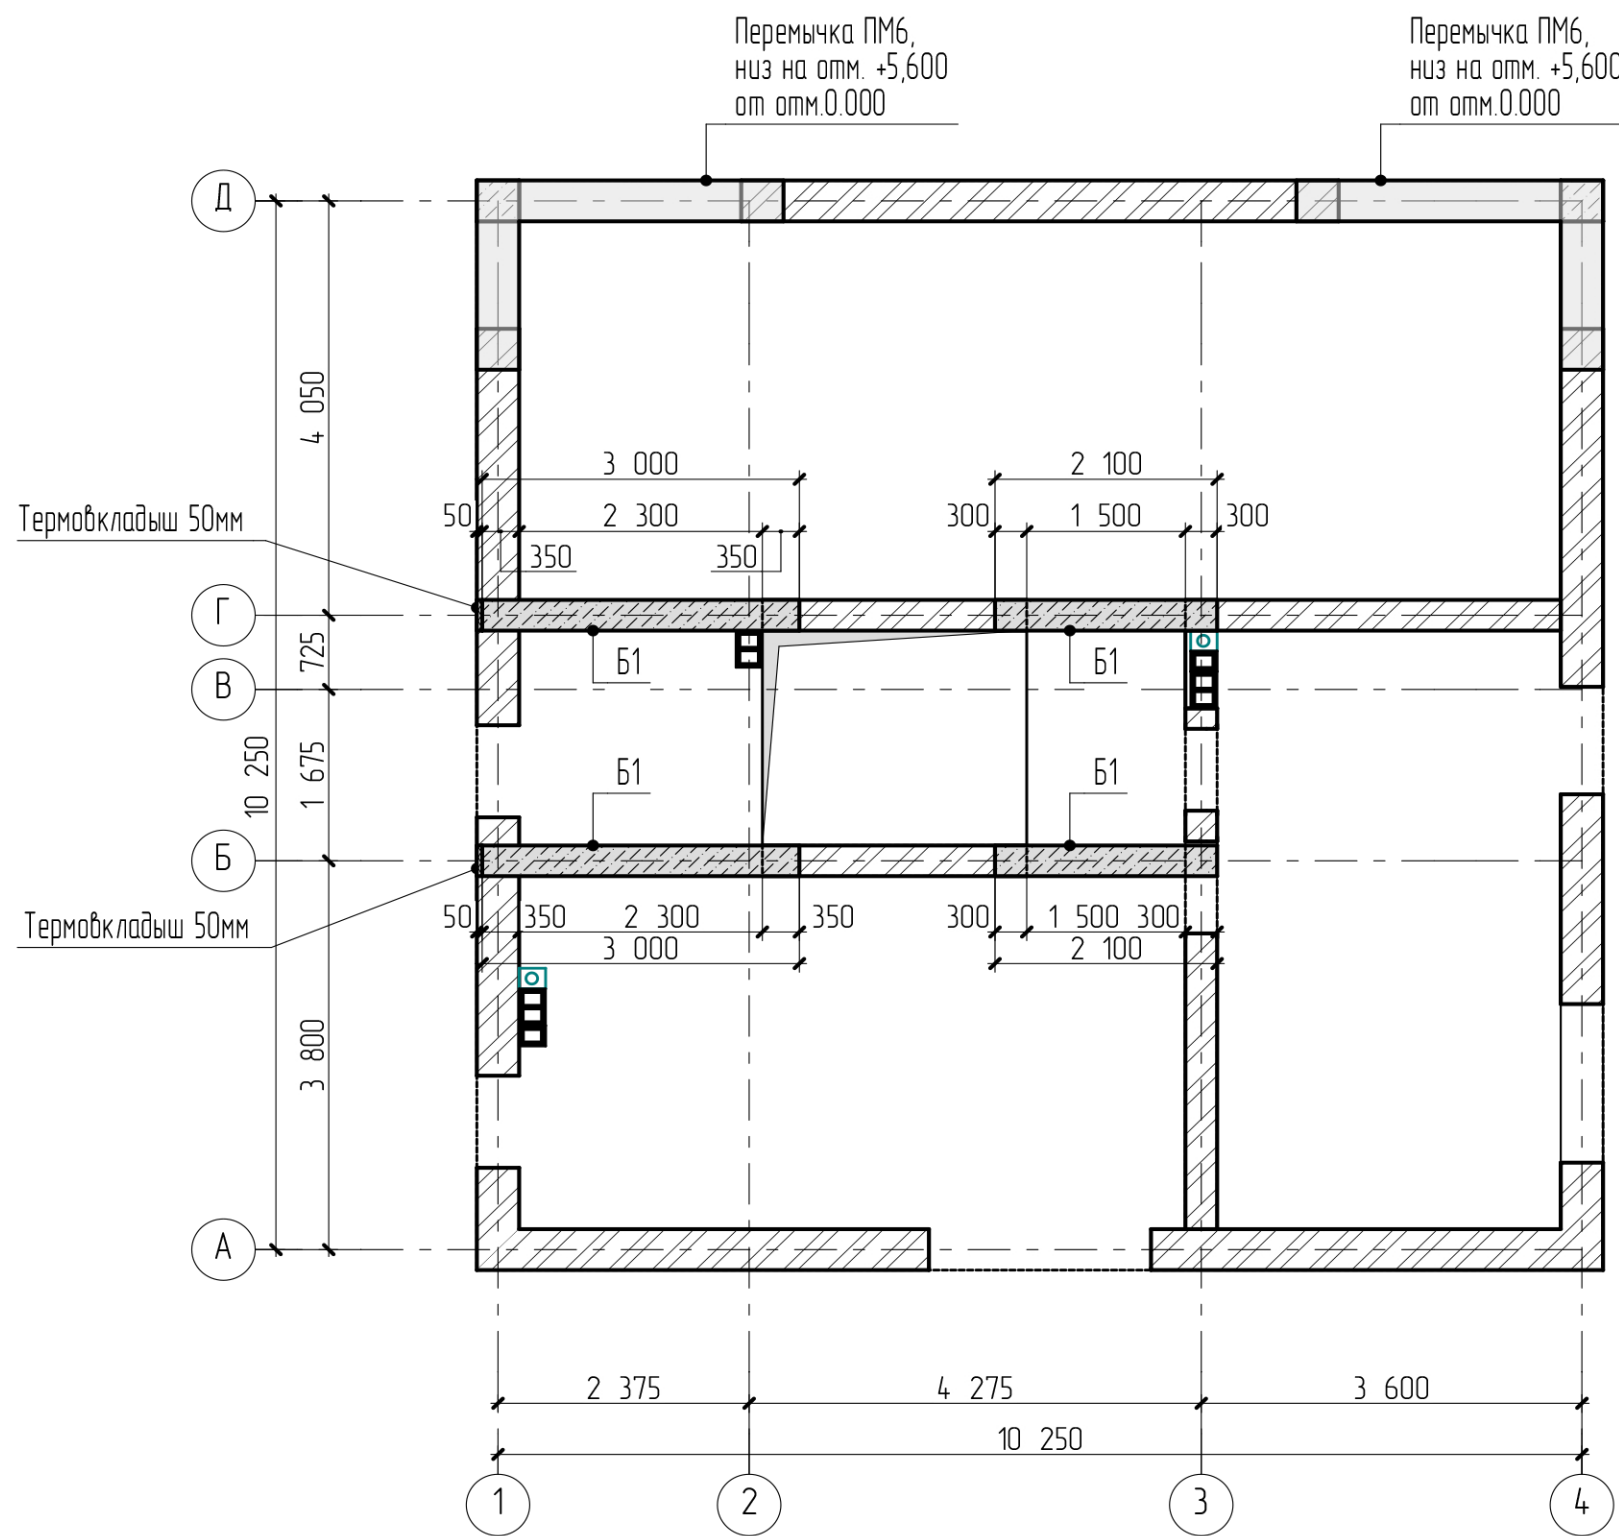 Перемычка ПМ6,
низ на отм. +5,600
от отм.0.000
Перемычка ПМ6,
низ на отм. +5,600
от отм.0.000
Д
4 050
3 000
2 100
Термовкладыш 50мм
50
2 300
300
1 500
300
350
350
Г
725
Б1
Б1
В
10 250
1 675
Б1
Б1
Б
Термовкладыш 50мм
50
350
2 300
350
300
1 500
300
3 000
2 100
3 800
А
2 375
4 275
3 600
10 250
1
2
3
4